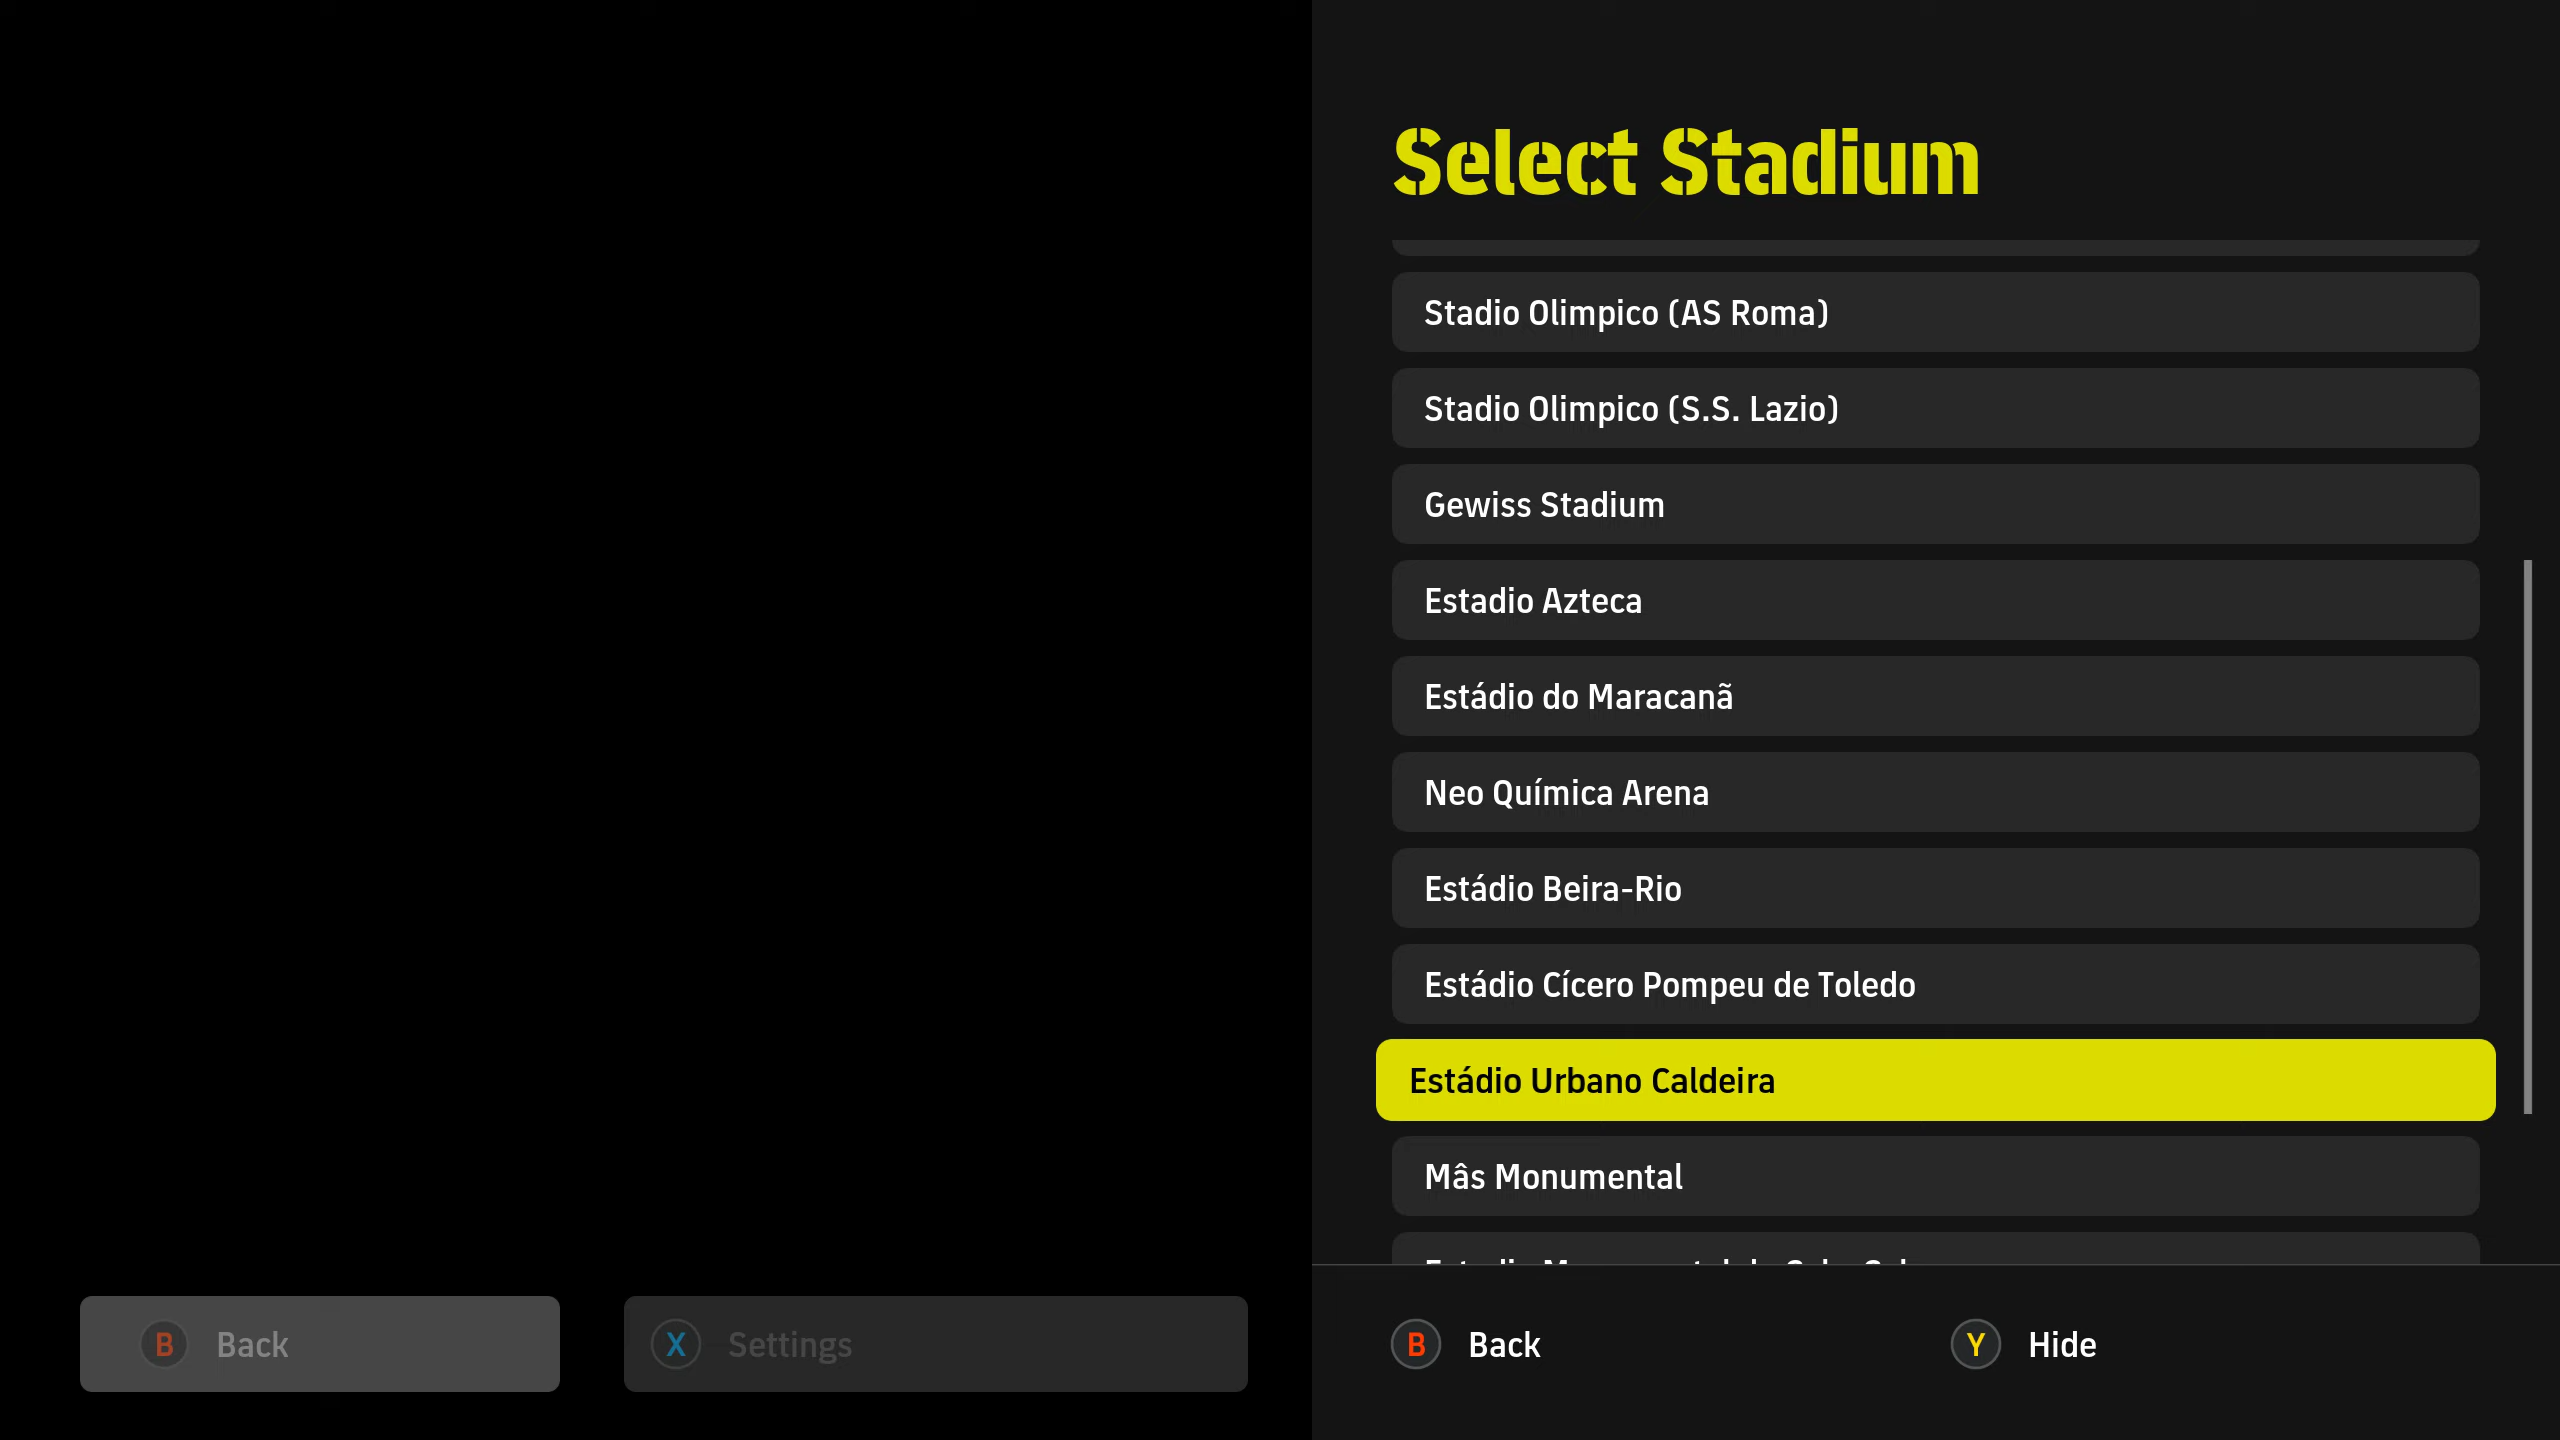 Select Stadium
Stadio Olimpico (AS Roma)
Stadio Olimpico (S.S. Lazio)
Gewiss Stadium
Estadio Azteca
Estádio do Maracanã
Neo Química Arena
Estádio Beira-Rio
Estádio Cícero Pompeu de Toledo
Estádio Urbano Caldeira
Mâs Monumental
B Back
X Settings
B Back
Y Hide